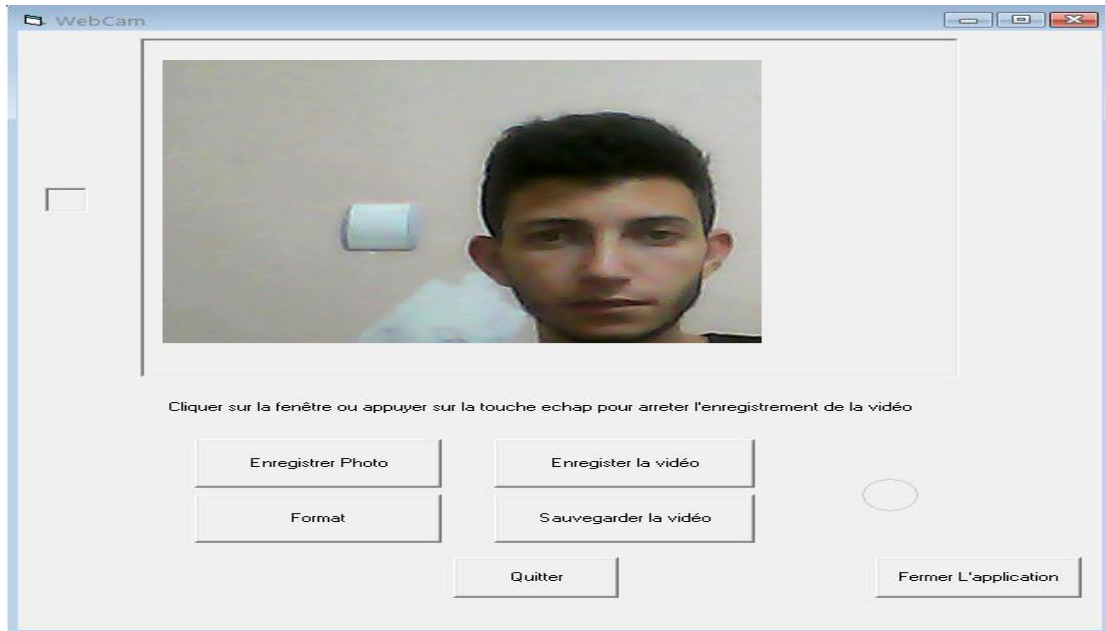 WebCam
Cliquer sur la fenêtre ou appuyer sur la touche echap pour arreter l'enregistrement de la vidéo
Enregistrer Photo
Enregister la vidéo
Format
Sauvegarder la vidéo
Quitter
Fermer L'application